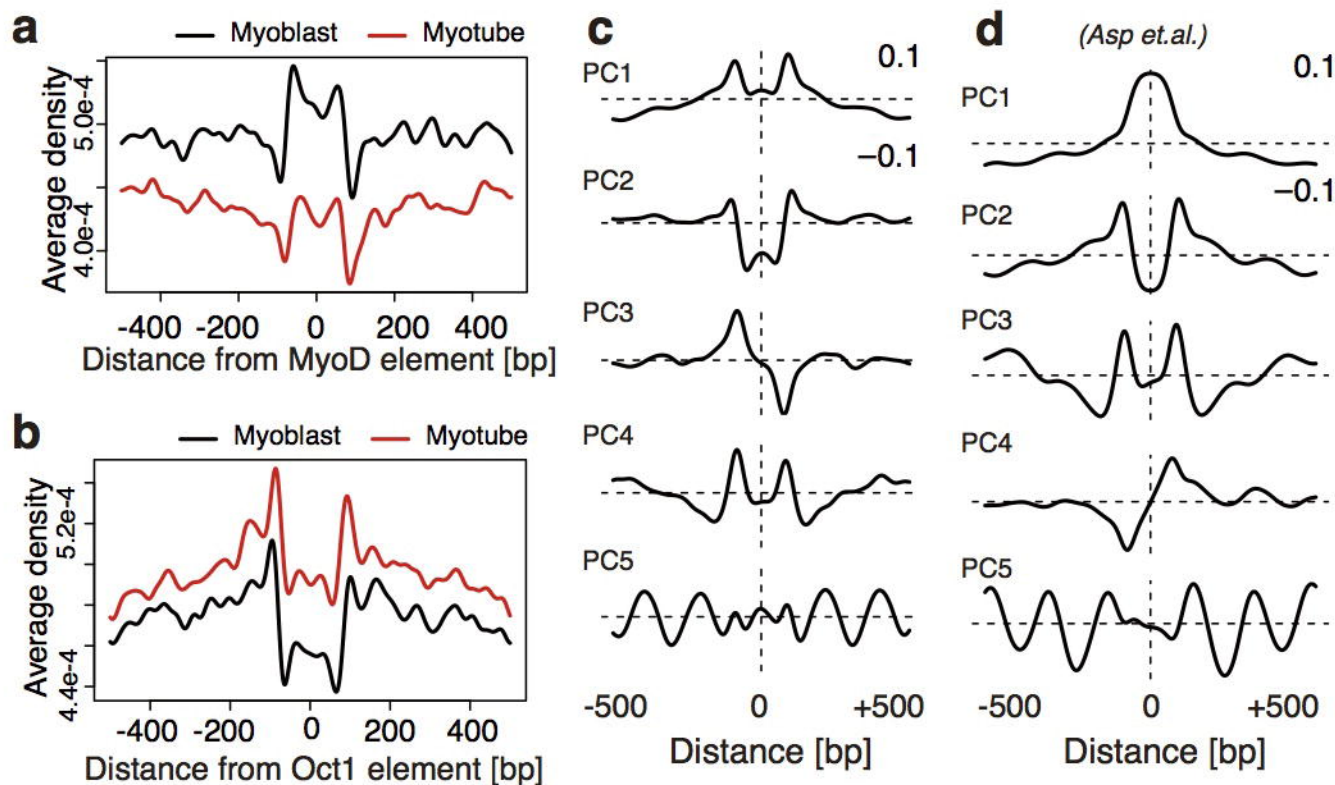 a
Myoblast Myotube
Average density
5.0e-4
4.0e-4
-400 -200 0 200 400
Distance from MyoD element [bp]
b
Myoblast Myotube
Average density
5.2e-4
4.4e-4
-400 -200 0 200 400
Distance from Oct1 element [bp]
c
0.1
PC1
−0.1
PC2
PC3
PC4
PC5
-500 0 +500
Distance [bp]
d
(Asp et.al.)
0.1
PC1
−0.1
PC2
PC3
PC4
PC5
-500 0 +500
Distance [bp]